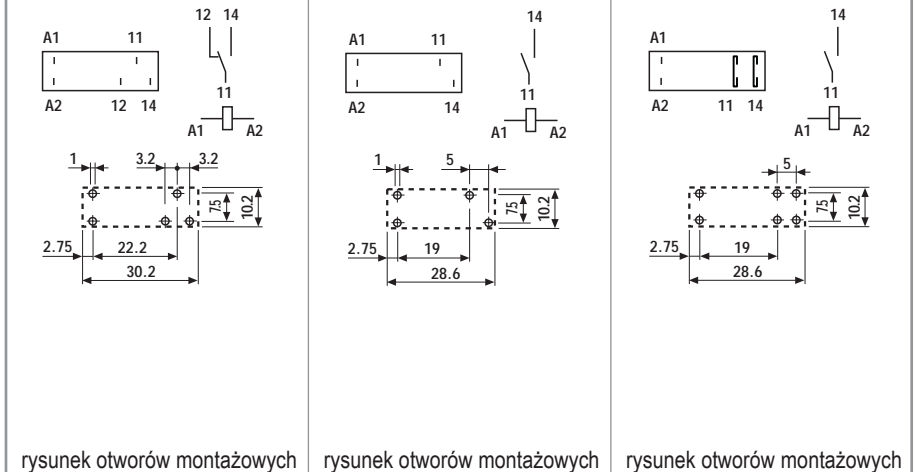 12 14
A1 11
A2 12 14
11
A1 A2
1 3.2 3.2
7.5
10.2
2.75 22.2
30.2
rysunek otworów montażowych
14
A1 11
A2 14
11
A1 A2
1 5
7.5
10.2
2.75 19
28.6
rysunek otworów montażowych
14
A1
A2 11 14
11
A1 A2
5
7.5
10.2
2.75 19
28.6
rysunek otworów montażowych